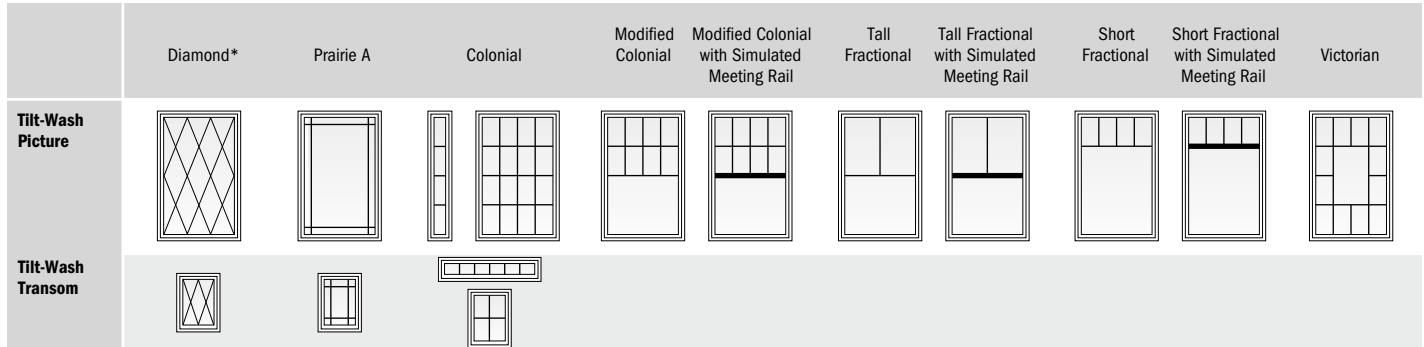 Diamond*
Prairie A
Colonial
Modified
Colonial
Modified Colonial
with Simulated
Meeting Rail
Tall
Fractional
Tall Fractional
with Simulated
Meeting Rail
Short
Fractional
Short Fractional
with Simulated
Meeting Rail
Victorian
Tilt-Wash
Picture
Tilt-Wash
Transom